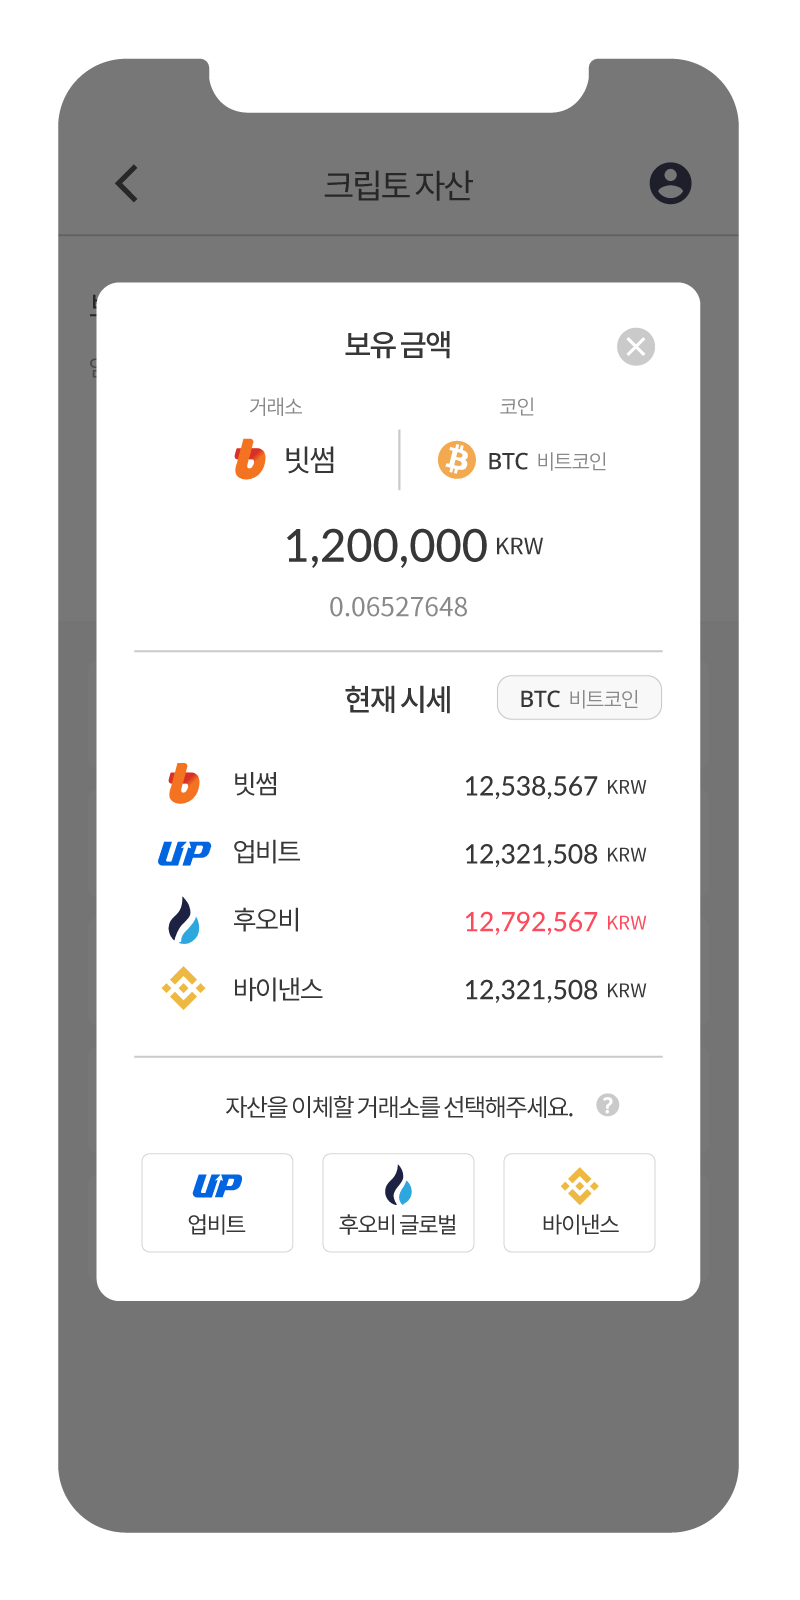 크립토 자산
보유 금액
거래소 코인
빗썸 BTC 비트코인
1,200,000 KRW
0.06527648
현재 시세 BTC 비트코인
빗썸 12,538,567 KRW
UP 업비트 12,321,508 KRW
후오비 12,792,567 KRW
바이낸스 12,321,508 KRW
자산을 이체할 거래소를 선택해주세요. ?
UP
업비트 후오비 글로벌 바이낸스